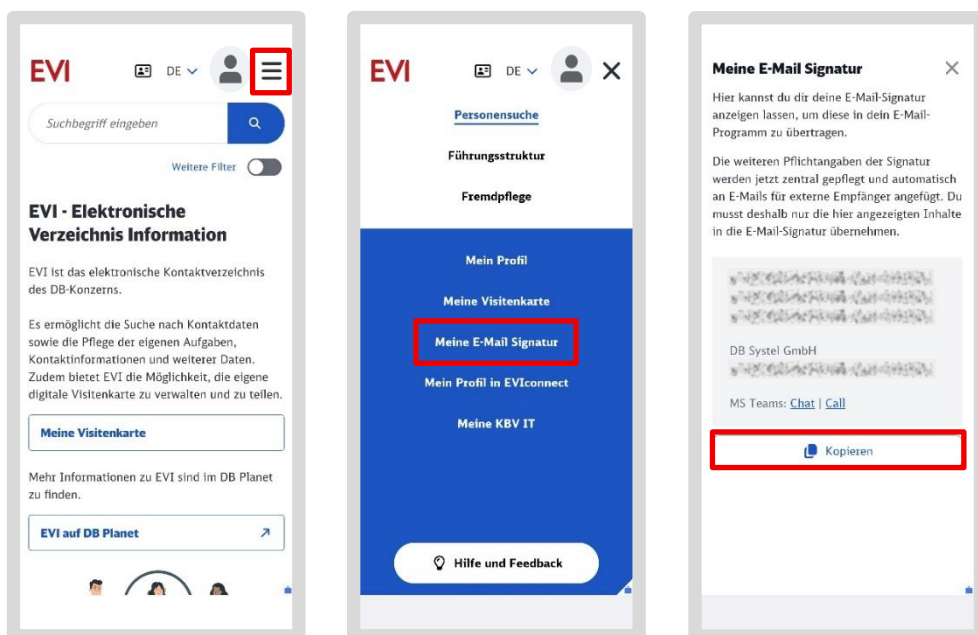 EVI
DE
Suchbegriff eingeben
Weitere Filter
EVI - Elektronische
Verzeichnis Information
EVI ist das elektronische Kontaktverzeichnis
des DB-Konzerns.
Es ermöglicht die Suche nach Kontaktdaten
sowie die Pflege der eigenen Aufgaben,
Kontaktinformationen und weiterer Daten.
Zudem bietet EVI die Möglichkeit, die eigene
digitale Visitenkarte zu verwalten und zu teilen.
Meine Visitenkarte
Mehr Informationen zu EVI sind im DB Planet
zu finden.
EVI auf DB Planet
EVI
DE
Personensuche
Führungsstruktur
Fremdpflege
Mein Profil
Meine Visitenkarte
Meine E-Mail Signatur
Mein Profil in EVIconnect
Meine KBV IT
Hilfe und Feedback
Meine E-Mail Signatur
Hier kannst du dir deine E-Mail-Signatur
anzeigen lassen, um diese in dein E-Mail-
Programm zu übertragen.
Die weiteren Pflichtangaben der Signatur
werden jetzt zentral gepflegt und automatisch
an E-Mails für externe Empfänger angefügt. Du
musst deshalb nur die hier angezeigten Inhalte
in die E-Mail-Signatur übernehmen.
DB Systel GmbH
MS Teams: Chat | Call
Kopieren